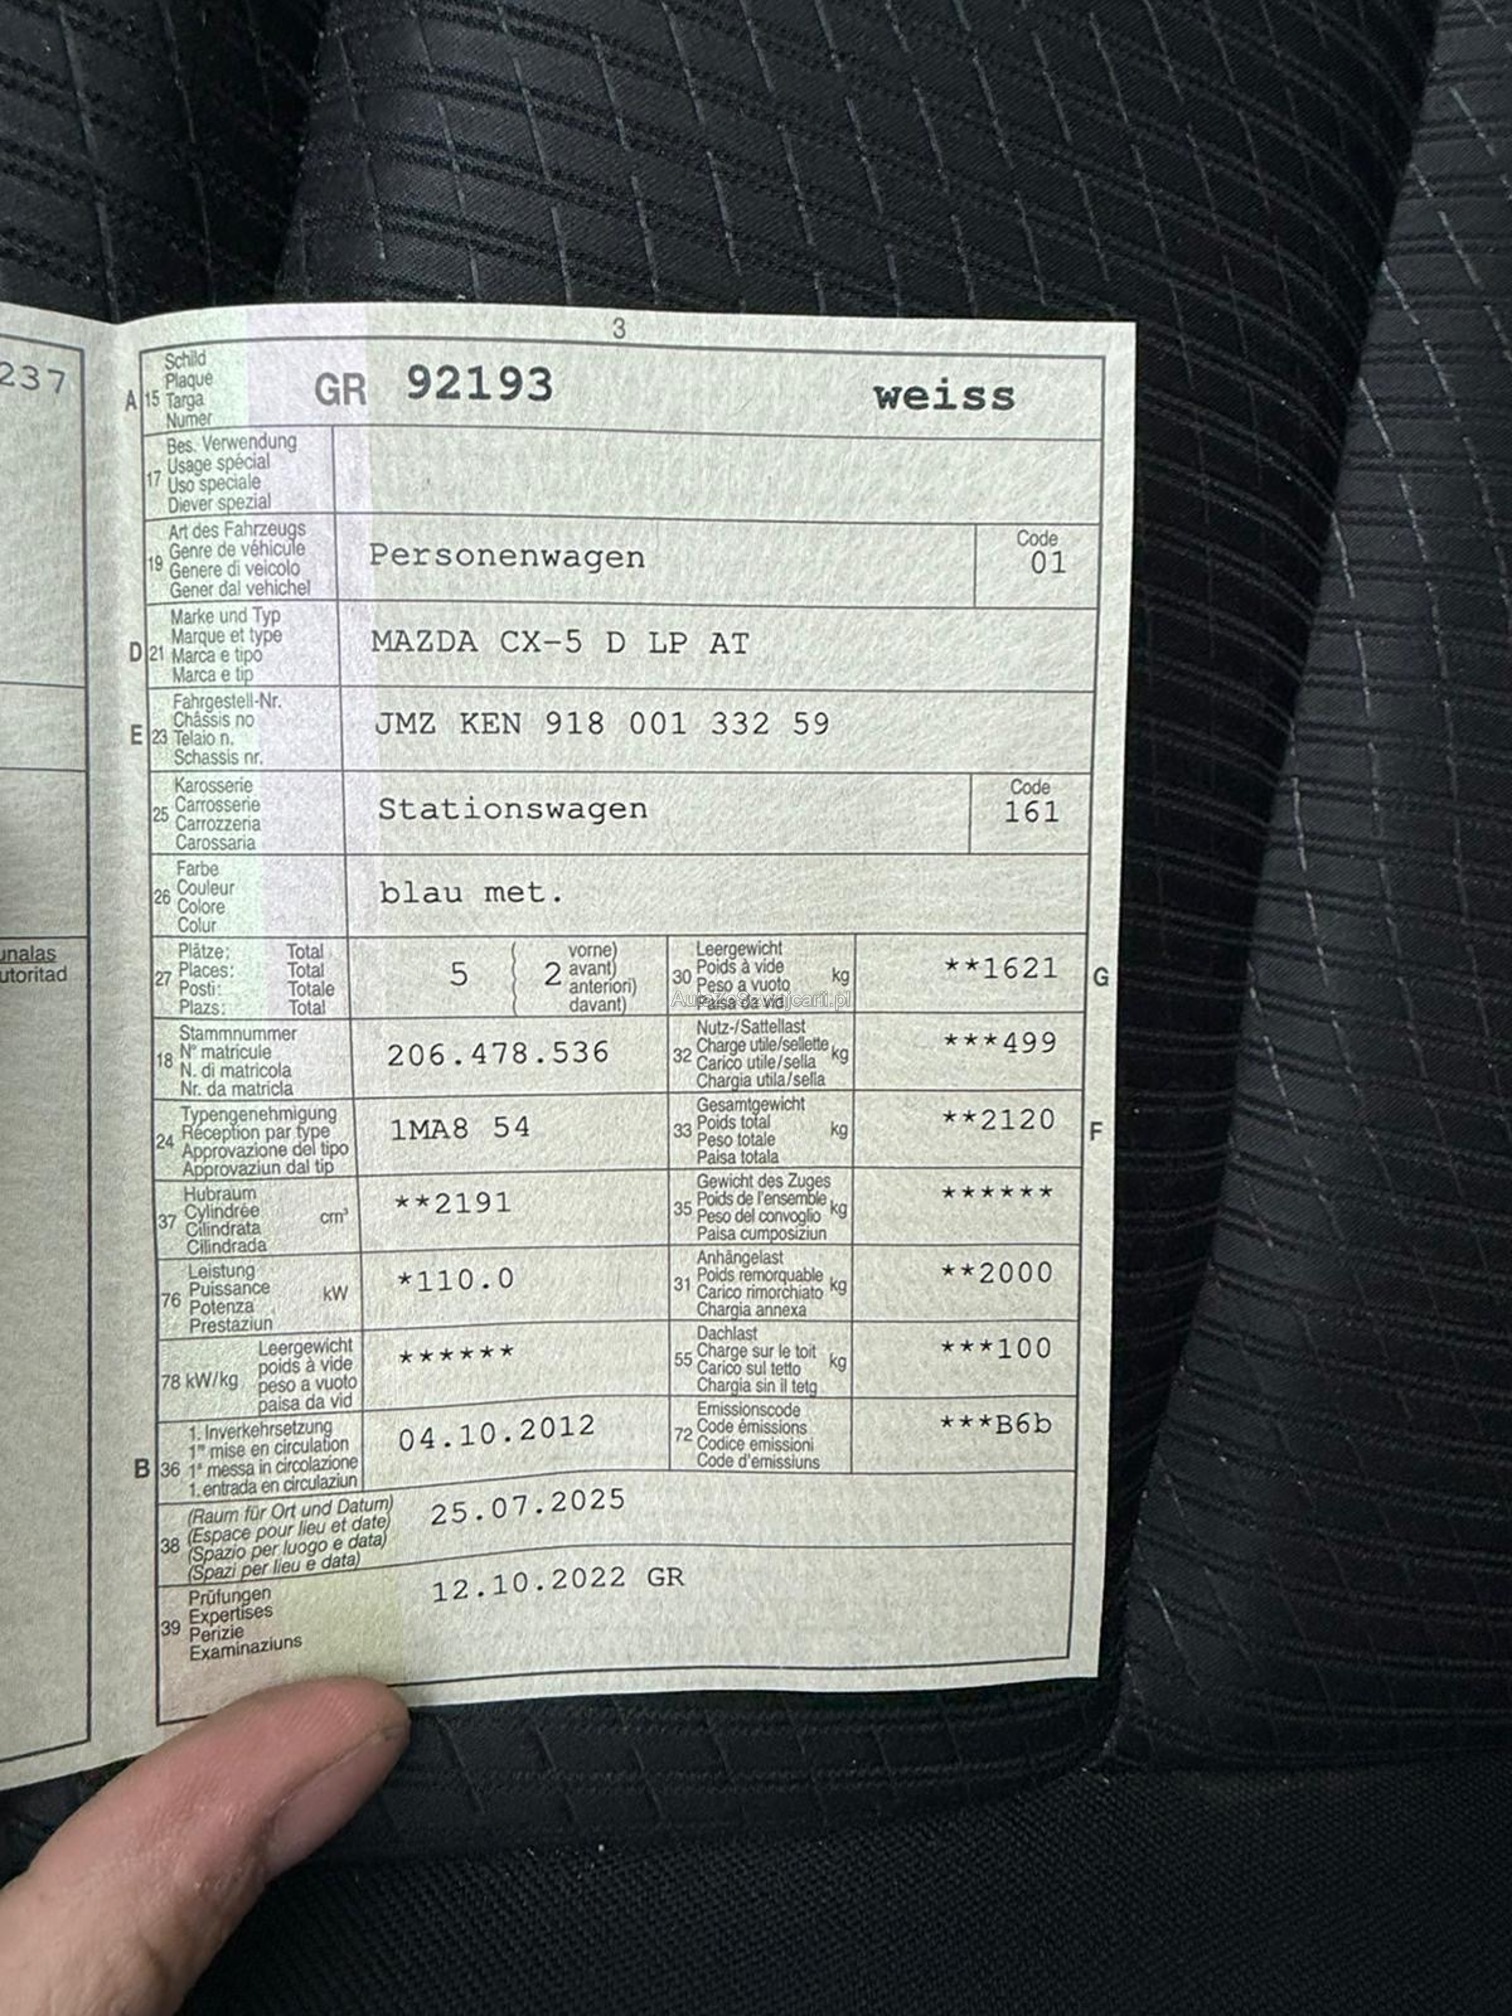 3
237
unalas
utoritad
A 15 Schild
Plaque
Targa
Numer
GR 92193 weiss
17 Bes. Verwendung
Usage spécial
Uso speciale
Diever spezial
19 Art des Fahrzeugs
Genre de véhicule
Genere di veicolo
Gener dal vehichel
Personenwagen
Code
01
D 21 Marke und Typ
Marque et type
Marca e tipo
Marca e tip
MAZDA CX-5 D LP AT
E 23 Fahrgestell-Nr.
Châssis no
Telaio n.
Schassis nr.
JMZ KEN 918 001 332 59
25 Karosserie
Carrosserie
Carrozzeria
Carossaria
Stationswagen
Code
161
26 Farbe
Couleur
Colore
Colur
blau met.
27 Plätze: Total
Places: Total
Posti: Totale
Plazs: Total
5 ( 2 vorne)
avant)
anteriori)
davant)
30 Leergewicht
Poids à vide
Peso a vuoto
Paisa da vid
kg
**1621
G
AutaZeSzwajcarii.pl
18 Stammnummer
N° matricule
N. di matricola
Nr. da matricla
206.478.536
32 Nutz-/Sattellast
Charge utile/sellette
Carico utile/sella
Chargia utila/sella
kg
***499
24 Typengenehmigung
Réception par type
Approvazione del tipo
Approvaziun dal tip
1MA8 54
33 Gesamtgewicht
Poids total
Peso totale
Paisa totala
kg
**2120
F
37 Hubraum
Cylindrée
Cilindrata
Cilindrada
cm³
**2191
35 Gewicht des Zuges
Poids de l'ensemble
Peso del convoglio
Paisa cumposiziun
kg
******
76 Leistung
Puissance
Potenza
Prestaziun
kW
*110.0
31 Anhängelast
Poids remorquable
Carico rimorchiato
Chargia annexa
kg
**2000
78 kW/kg Leergewicht
poids à vide
peso a vuoto
paisa da vid
******
55 Dachlast
Charge sur le toit
Carico sul tetto
Chargia sin il tetg
kg
***100
B 36 1. Inverkehrsetzung
1re mise en circulation
1a messa in circolazione
1. entrada en circulaziun
04.10.2012
72 Emissionscode
Code émissions
Codice emissioni
Code d'emissiuns
***B6b
38 (Raum für Ort und Datum)
(Espace pour lieu et date)
(Spazio per luogo e data)
(Spazi per lieu e data)
25.07.2025
39 Prüfungen
Expertises
Perizie
Examinaziuns
12.10.2022 GR